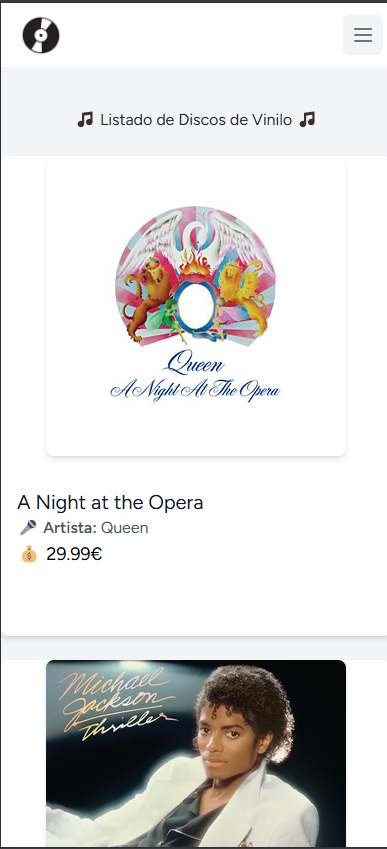 🎵 Listado de Discos de Vinilo 🎵
Queen
A Night At The Opera
A Night at the Opera
🎤 Artista: Queen
💰 29.99€
Michael
Jackson
Thriller